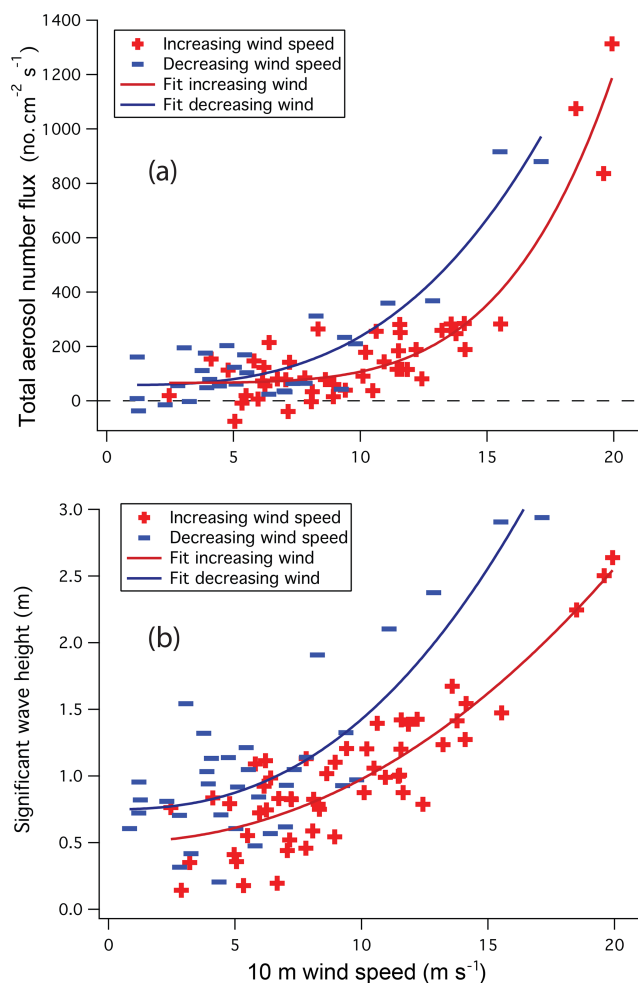 1400
1200
1000
800
600
400
200
0
Total aerosol number flux (no.cm⁻² s⁻¹)
Increasing wind speed
Decreasing wind speed
Fit increasing wind
Fit decreasing wind
(a)
0 5 10 15 20
3.0
2.5
2.0
1.5
1.0
0.5
0.0
Significant wave height (m)
Increasing wind speed
Decreasing wind speed
Fit increasing wind
Fit decreasing wind
(b)
0 5 10 15 20
10 m wind speed (m s⁻¹)